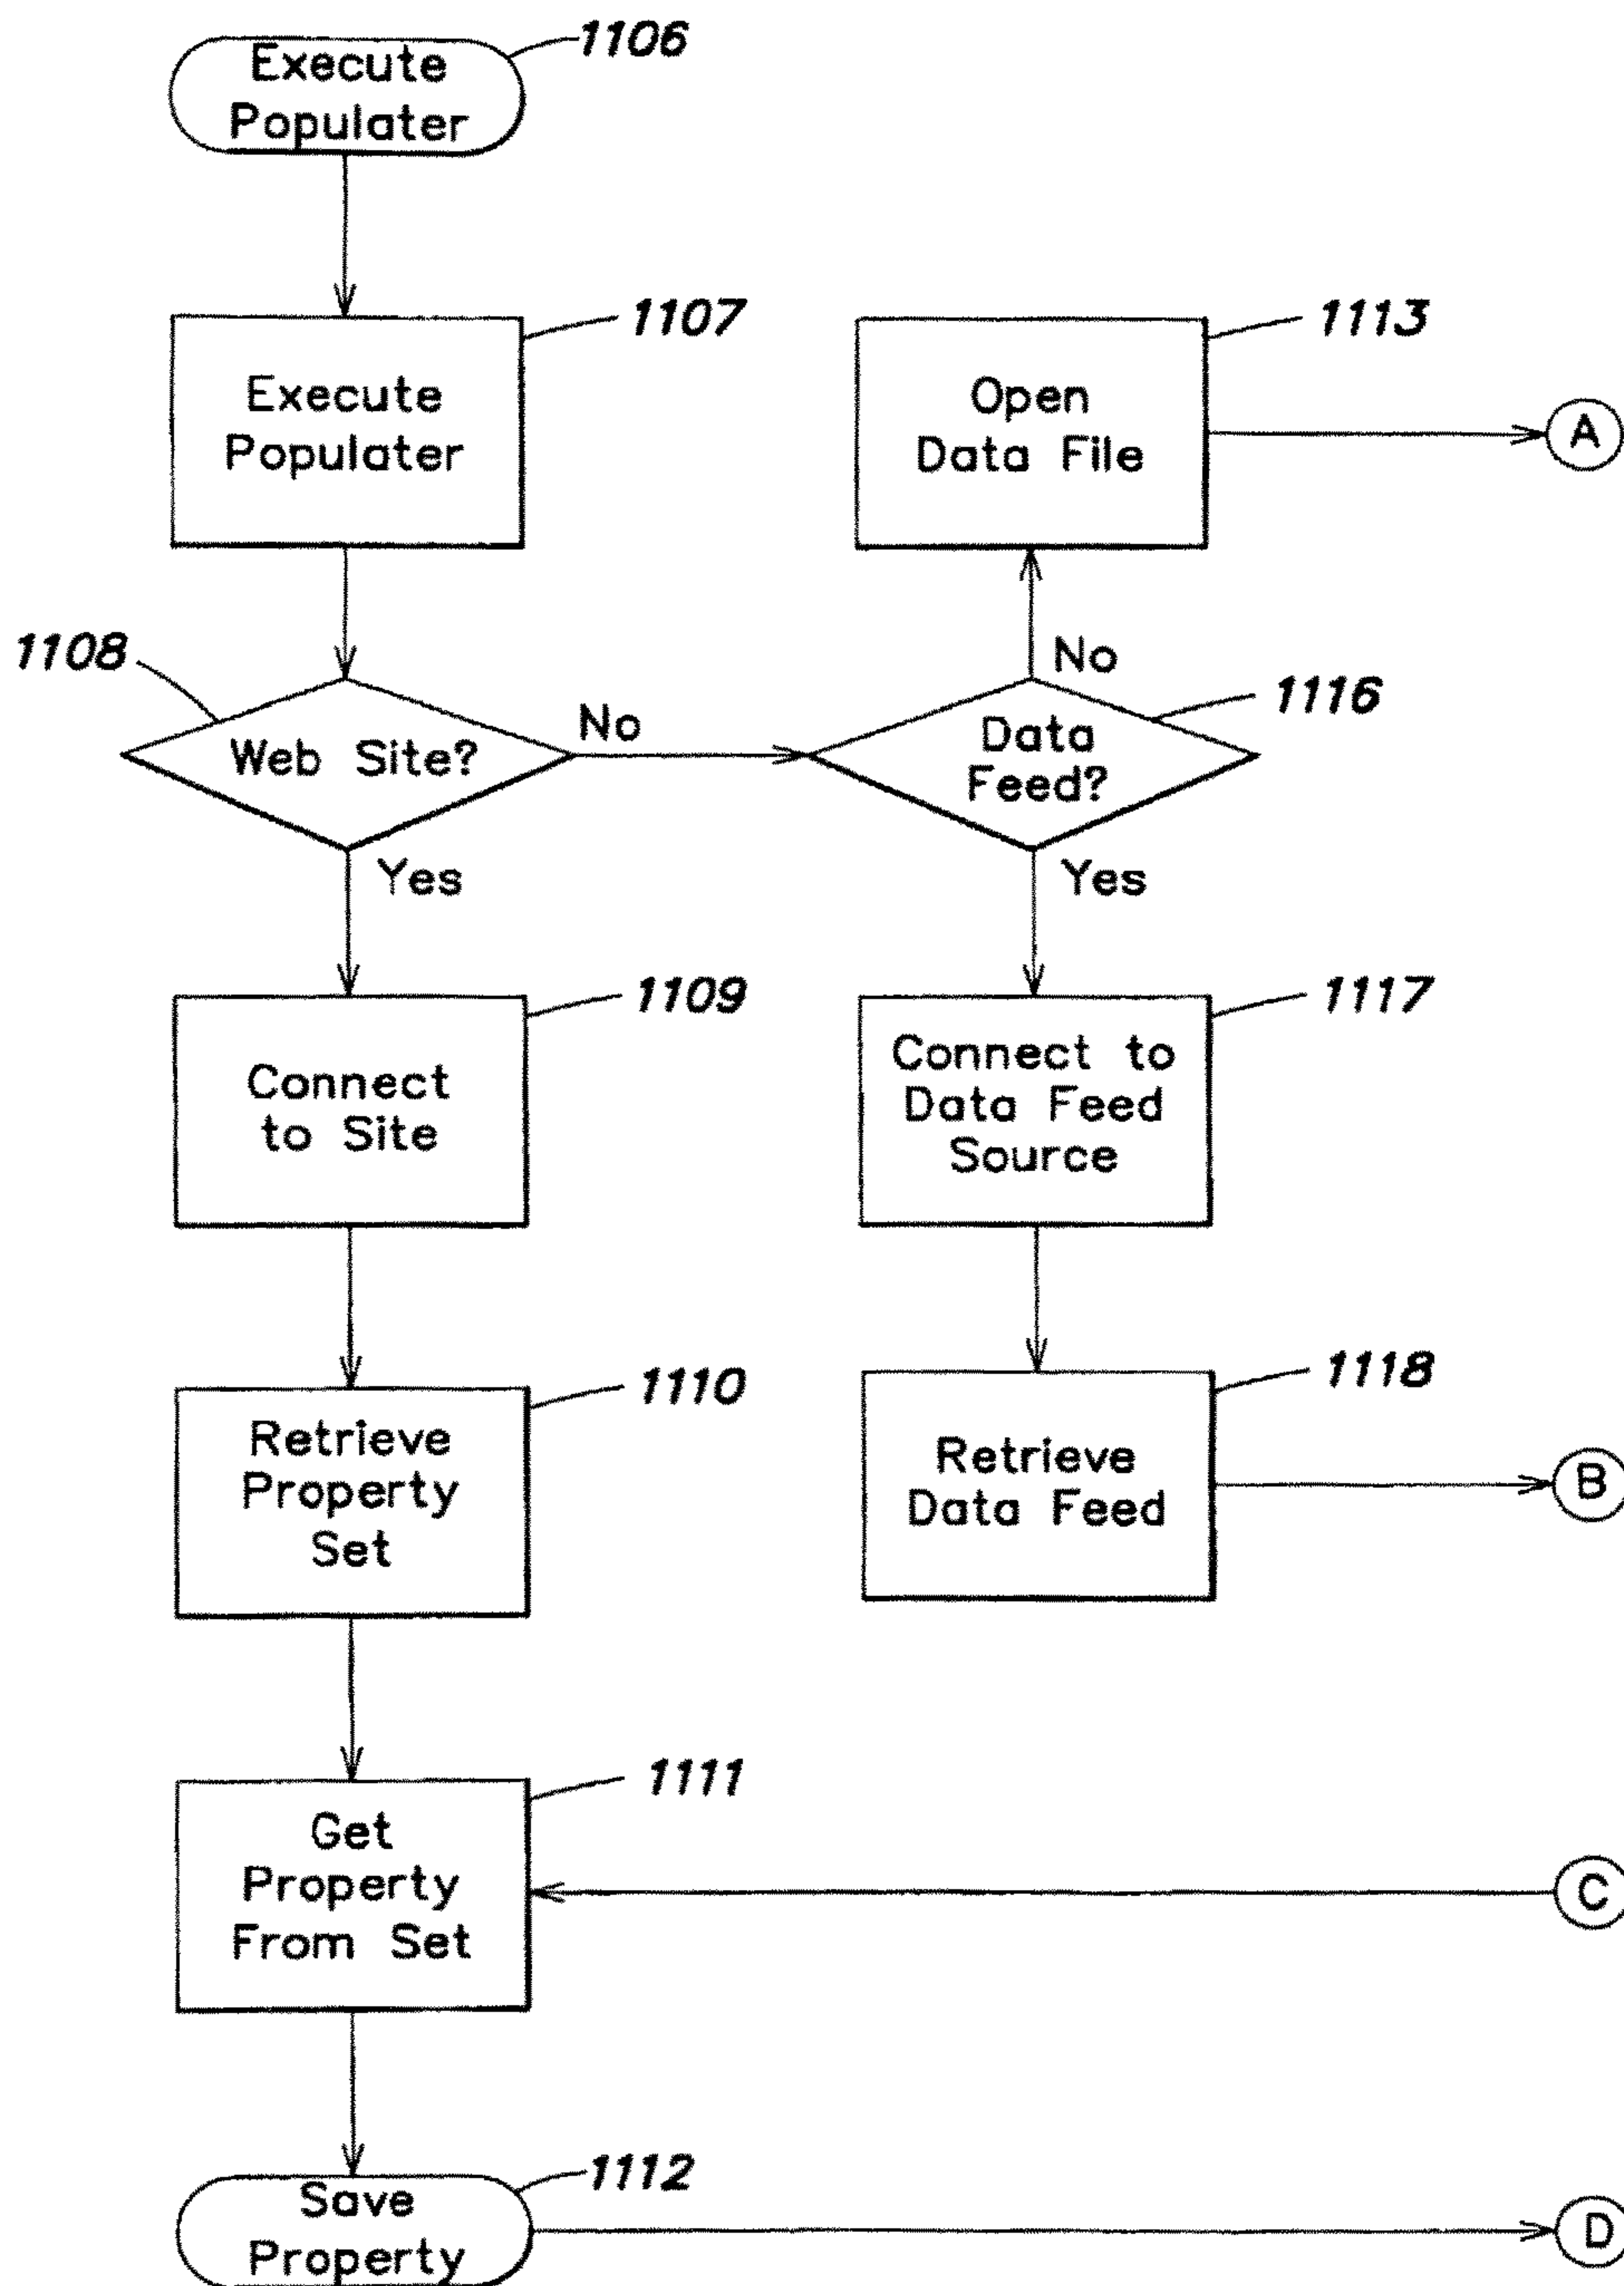 1106
Execute
Populater
1107
Execute
Populater
1113
Open
Data File
A
1108
Web Site?
No
No
1116
Data
Feed?
Yes
Yes
1109
Connect
to Site
1117
Connect to
Data Feed
Source
1110
Retrieve
Property
Set
1118
Retrieve
Data Feed
B
1111
Get
Property
From Set
C
1112
Save
Property
D